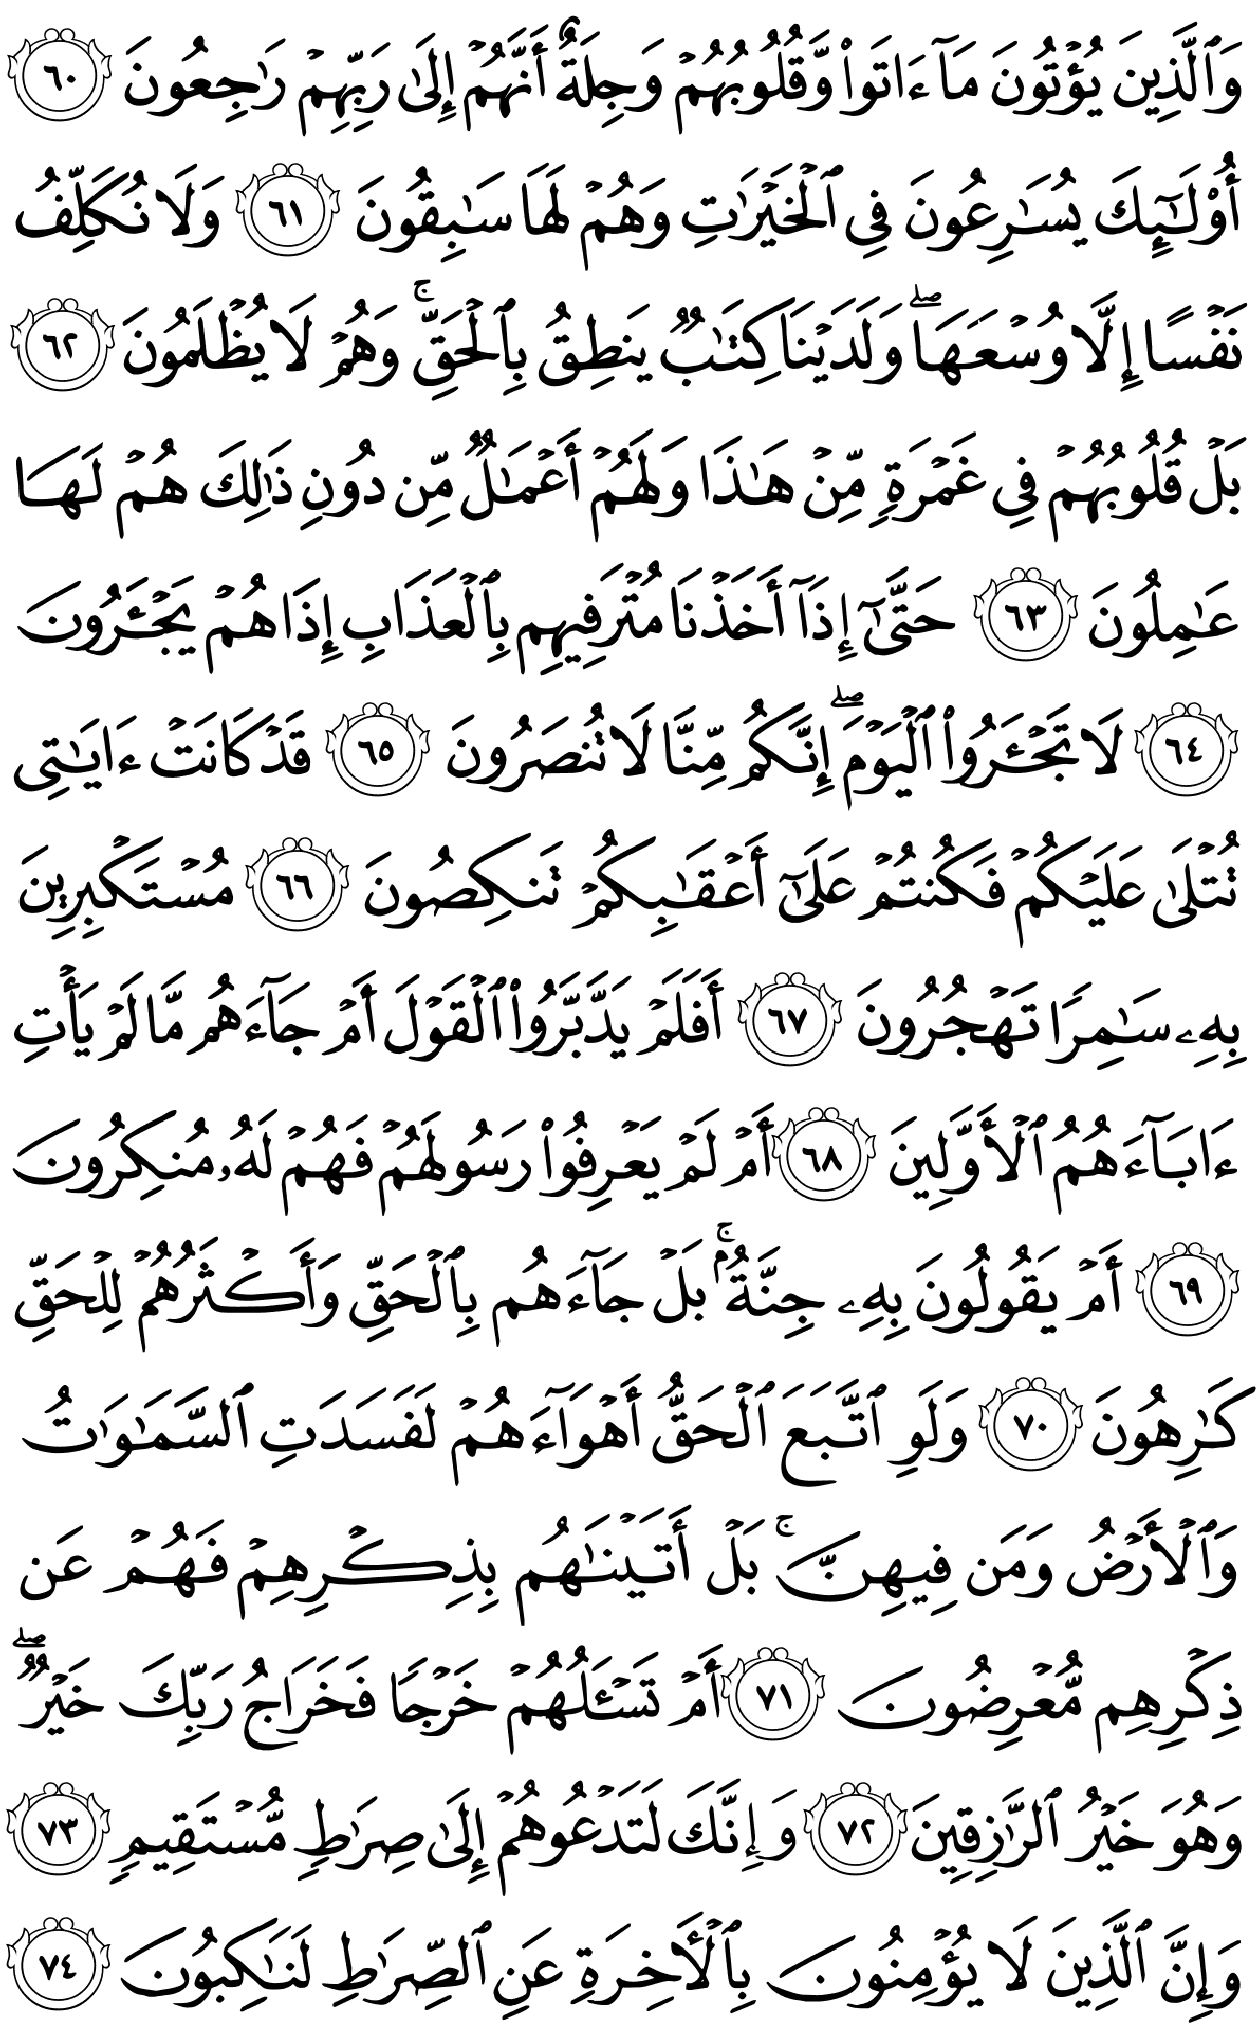 وَٱلَّذِينَ يُؤْتُونَ مَآ ءَاتَوا۟ وَّقُلُوبُهُمْ وَجِلَةٌ أَنَّهُمْ إِلَىٰ رَبِّهِمْ رَٰجِعُونَ ٦٠
أُو۟لَـٰٓئِكَ يُسَـٰرِعُونَ فِى ٱلْخَيْرَٰتِ وَهُمْ لَهَا سَـٰبِقُونَ ٦١ وَلَا نُكَلِّفُ
نَفْسًا إِلَّا وُسْعَهَا ۖ وَلَدَيْنَا كِتَـٰبٌ يَنطِقُ بِٱلْحَقِّ ۚ وَهُمْ لَا يُظْلَمُونَ ٦٢
بَلْ قُلُوبُهُمْ فِى غَمْرَةٍ مِّنْ هَـٰذَا وَلَهُمْ أَعْمَـٰلٌ مِّن دُونِ ذَٰلِكَ هُمْ لَهَا
عَـٰمِلُونَ ٦٣ حَتَّىٰٓ إِذَآ أَخَذْنَا مُتْرَفِيهِم بِٱلْعَذَابِ إِذَا هُمْ يَجْـَٔرُونَ
٦٤ لَا تَجْـَٔرُوا۟ ٱلْيَوْمَ ۖ إِنَّكُم مِّنَّا لَا تُنصَرُونَ ٦٥ قَدْ كَانَتْ ءَايَـٰتِى
تُتْلَىٰ عَلَيْكُمْ فَكُنتُمْ عَلَىٰٓ أَعْقَـٰبِكُمْ تَنكِصُونَ ٦٦ مُسْتَكْبِرِينَ
بِهِۦ سَـٰمِرًا تَهْجُرُونَ ٦٧ أَفَلَمْ يَدَّبَّرُوا۟ ٱلْقَوْلَ أَمْ جَآءَهُم مَّا لَمْ يَأْتِ
ءَابَآءَهُمُ ٱلْأَوَّلِينَ ٦٨ أَمْ لَمْ يَعْرِفُوا۟ رَسُولَهُمْ فَهُمْ لَهُۥ مُنكِرُونَ
٦٩ أَمْ يَقُولُونَ بِهِۦ جِنَّةٌۢ ۚ بَلْ جَآءَهُم بِٱلْحَقِّ وَأَكْثَرُهُمْ لِلْحَقِّ
كَـٰرِهُونَ ٧٠ وَلَوِ ٱتَّبَعَ ٱلْحَقُّ أَهْوَآءَهُمْ لَفَسَدَتِ ٱلسَّمَـٰوَٰتُ
وَٱلْأَرْضُ وَمَن فِيهِنَّ ۚ بَلْ أَتَيْنَـٰهُم بِذِكْرِهِمْ فَهُمْ عَن
ذِكْرِهِم مُّعْرِضُونَ ٧١ أَمْ تَسْـَٔلُهُمْ خَرْجًا فَخَرَاجُ رَبِّكَ خَيْرٌ ۖ
وَهُوَ خَيْرُ ٱلرَّٰزِقِينَ ٧٢ وَإِنَّكَ لَتَدْعُوهُمْ إِلَىٰ صِرَٰطٍ مُّسْتَقِيمٍ ٧٣
وَإِنَّ ٱلَّذِينَ لَا يُؤْمِنُونَ بِٱلْـَٔاخِرَةِ عَنِ ٱلصِّرَٰطِ لَنَـٰكِبُونَ ٧٤